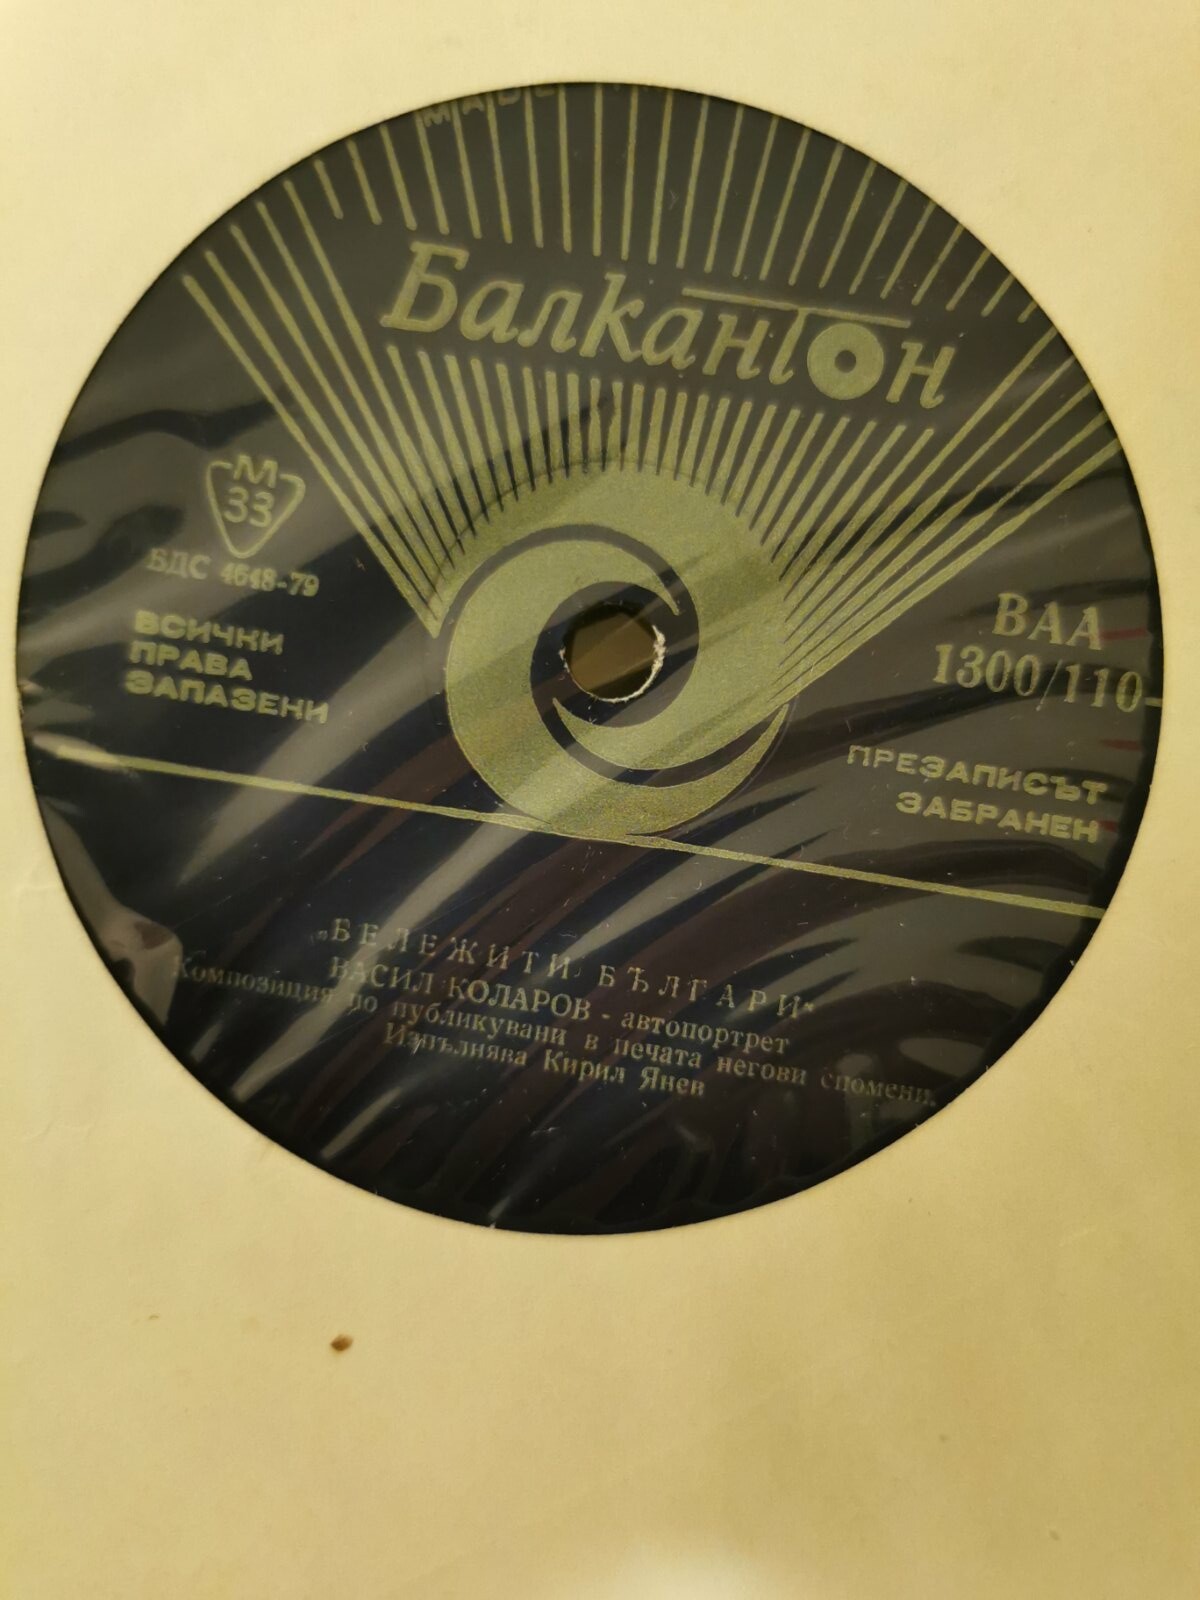 MADE
Балкантон
М
33
БДС 4648-79
ВСИЧКИ
ПРАВА
ЗАПАЗЕНИ
ВАА
1300/110-
ПРЕЗАПИСЪТ
ЗАБРАНЕН
„БЕЛЕЖИТИ БЪЛГАРИ“
ВАСИЛ КОЛАРОВ - автопортрет
Композиция по публикувани в печата негови спомени.
Изпълнява Кирил Янев